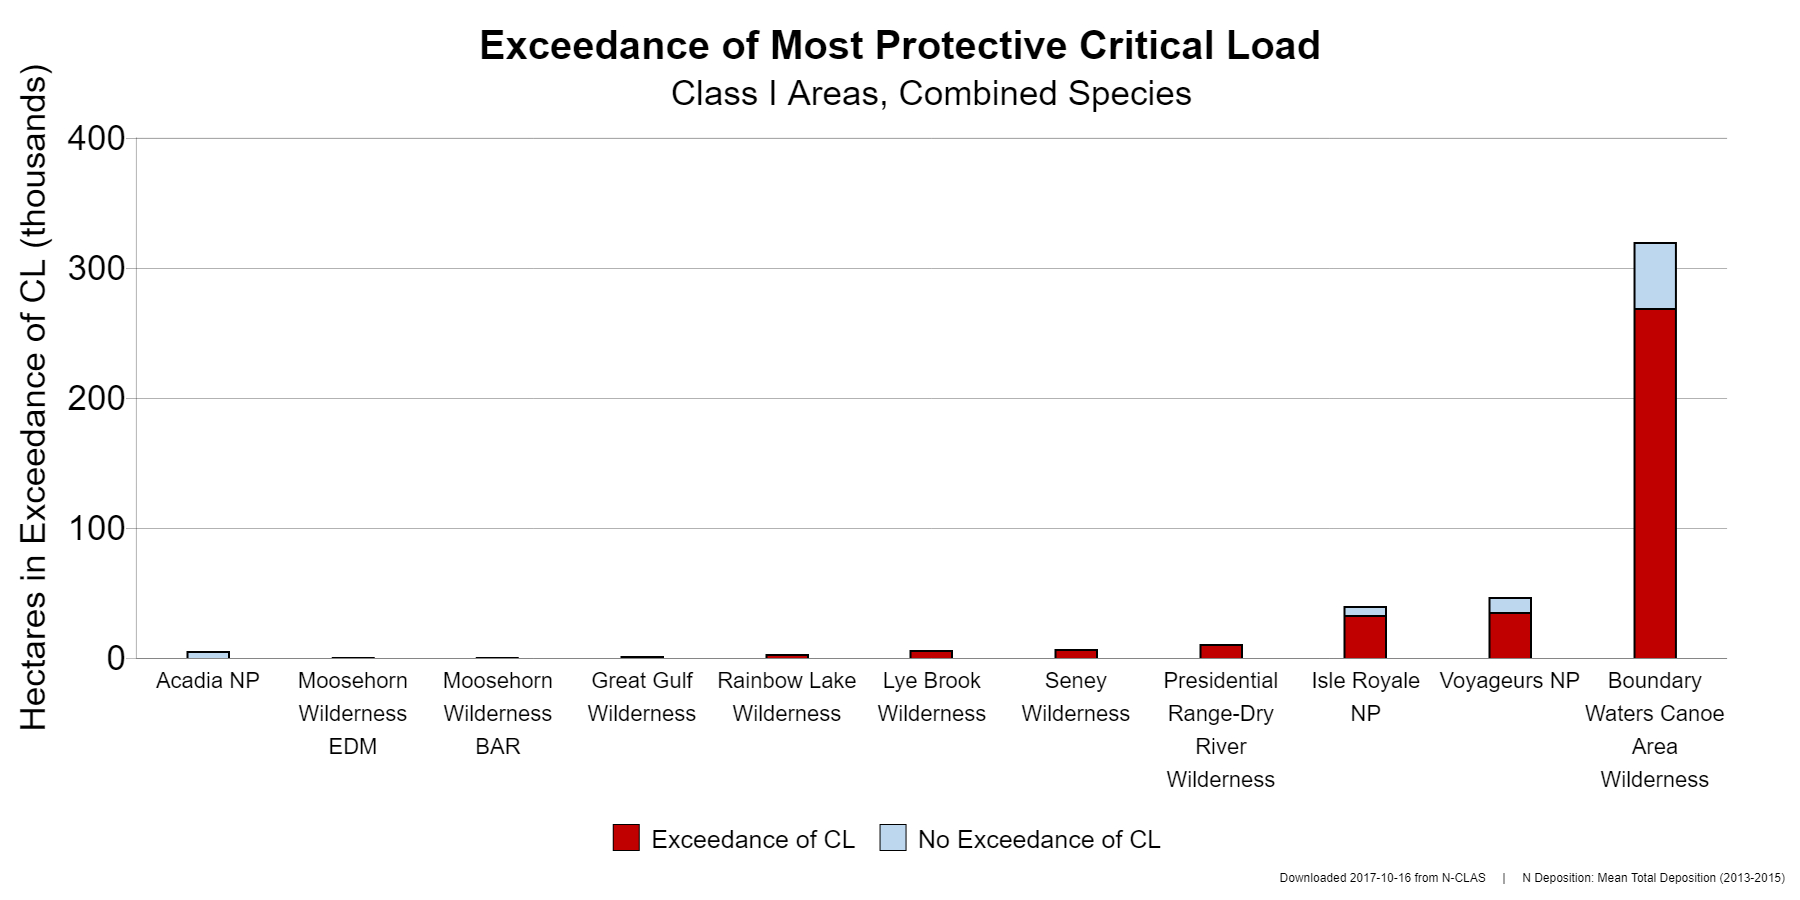 Exceedance of Most Protective Critical Load
Class I Areas, Combined Species
Hectares in Exceedance of CL (thousands)
400
300
200
100
0
Acadia NP
Moosehorn
Wilderness
EDM
Moosehorn
Wilderness
BAR
Great Gulf
Wilderness
Rainbow Lake
Wilderness
Lye Brook
Wilderness
Seney
Wilderness
Presidential
Range-Dry
River
Wilderness
Isle Royale
NP
Voyageurs NP
Boundary
Waters Canoe
Area
Wilderness
Exceedance of CL
No Exceedance of CL
Downloaded 2017-10-16 from N-CLAS | N Deposition: Mean Total Deposition (2013-2015)